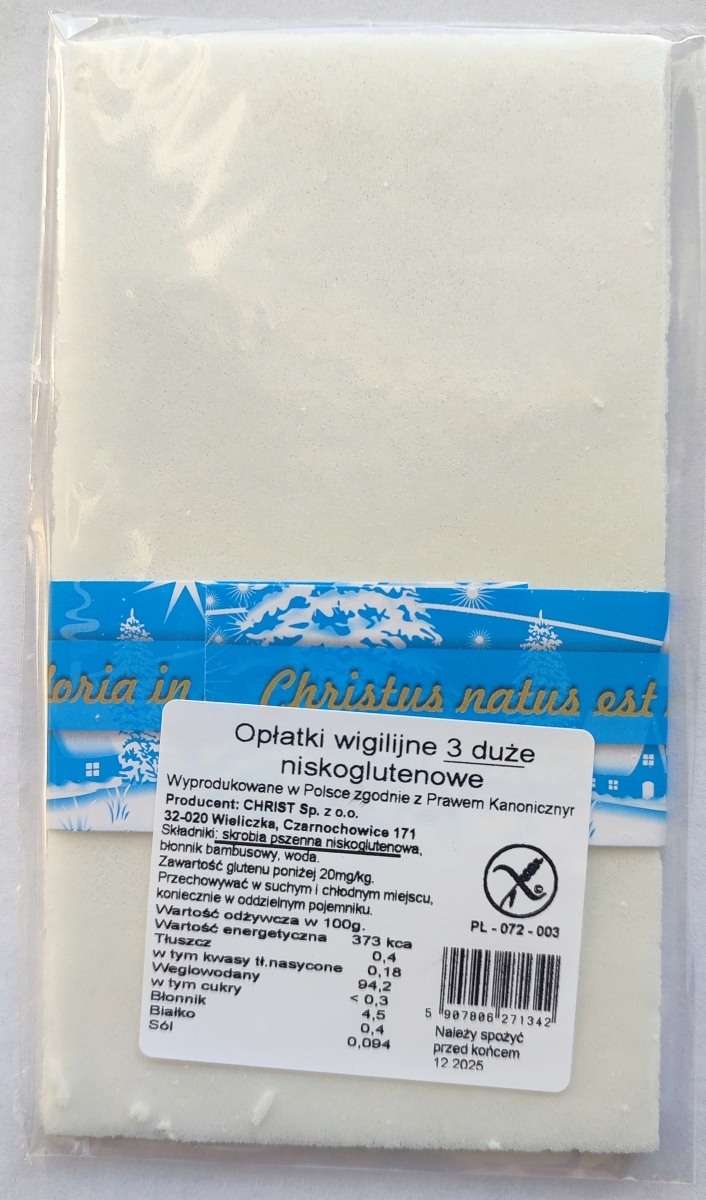 loria in
Christus natus est
Opłatki wigilijne 3 duże
niskoglutenowe
Wyprodukowane w Polsce zgodnie z Prawem Kanonicznyr
Producent: CHRIST Sp. z o.o.
32-020 Wieliczka, Czarnochowice 171
Składniki: skrobia pszenna niskoglutenowa,
błonnik bambusowy, woda.
Zawartość glutenu poniżej 20mg/kg.
Przechowywać w suchym i chłodnym miejscu,
koniecznie w oddzielnym pojemniku.
Wartość odżywcza w 100g.
Wartość energetyczna 373 kca
Tłuszcz 0,4
w tym kwasy tł.nasycone 0,18
Węglowodany 94,2
w tym cukry < 0,3
Błonnik 4,5
Białko 0,4
Sól 0,094
PL - 072 - 003
5 907806 271342
Należy spożyć
przed końcem
12.2025